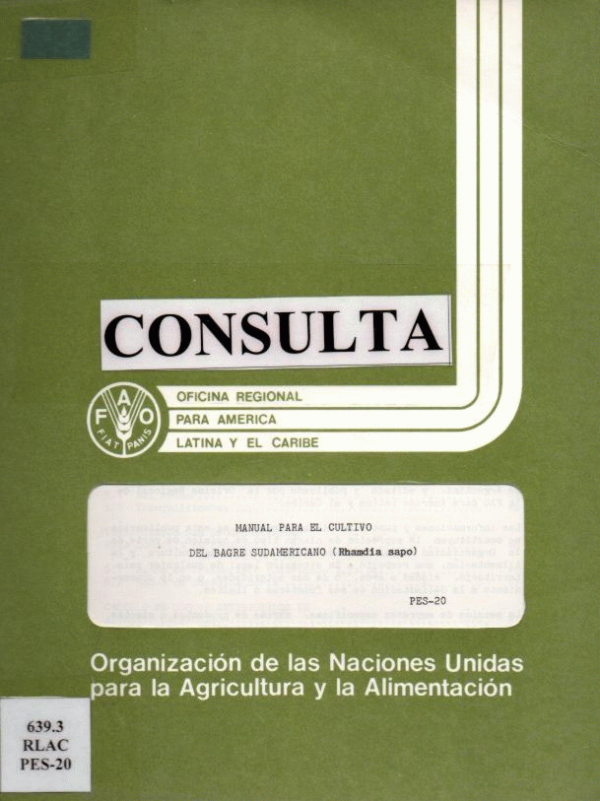 CONSULTA
FAO
FIAT PANIS
OFICINA REGIONAL
PARA AMERICA
LATINA Y EL CARIBE
MANUAL PARA EL CULTIVO
DEL BAGRE SUDAMERICANO (Rhamdia sapo)
PES-20
Organización de las Naciones Unidas
para la Agricultura y la Alimentación
639.3
RLAC
PES-20